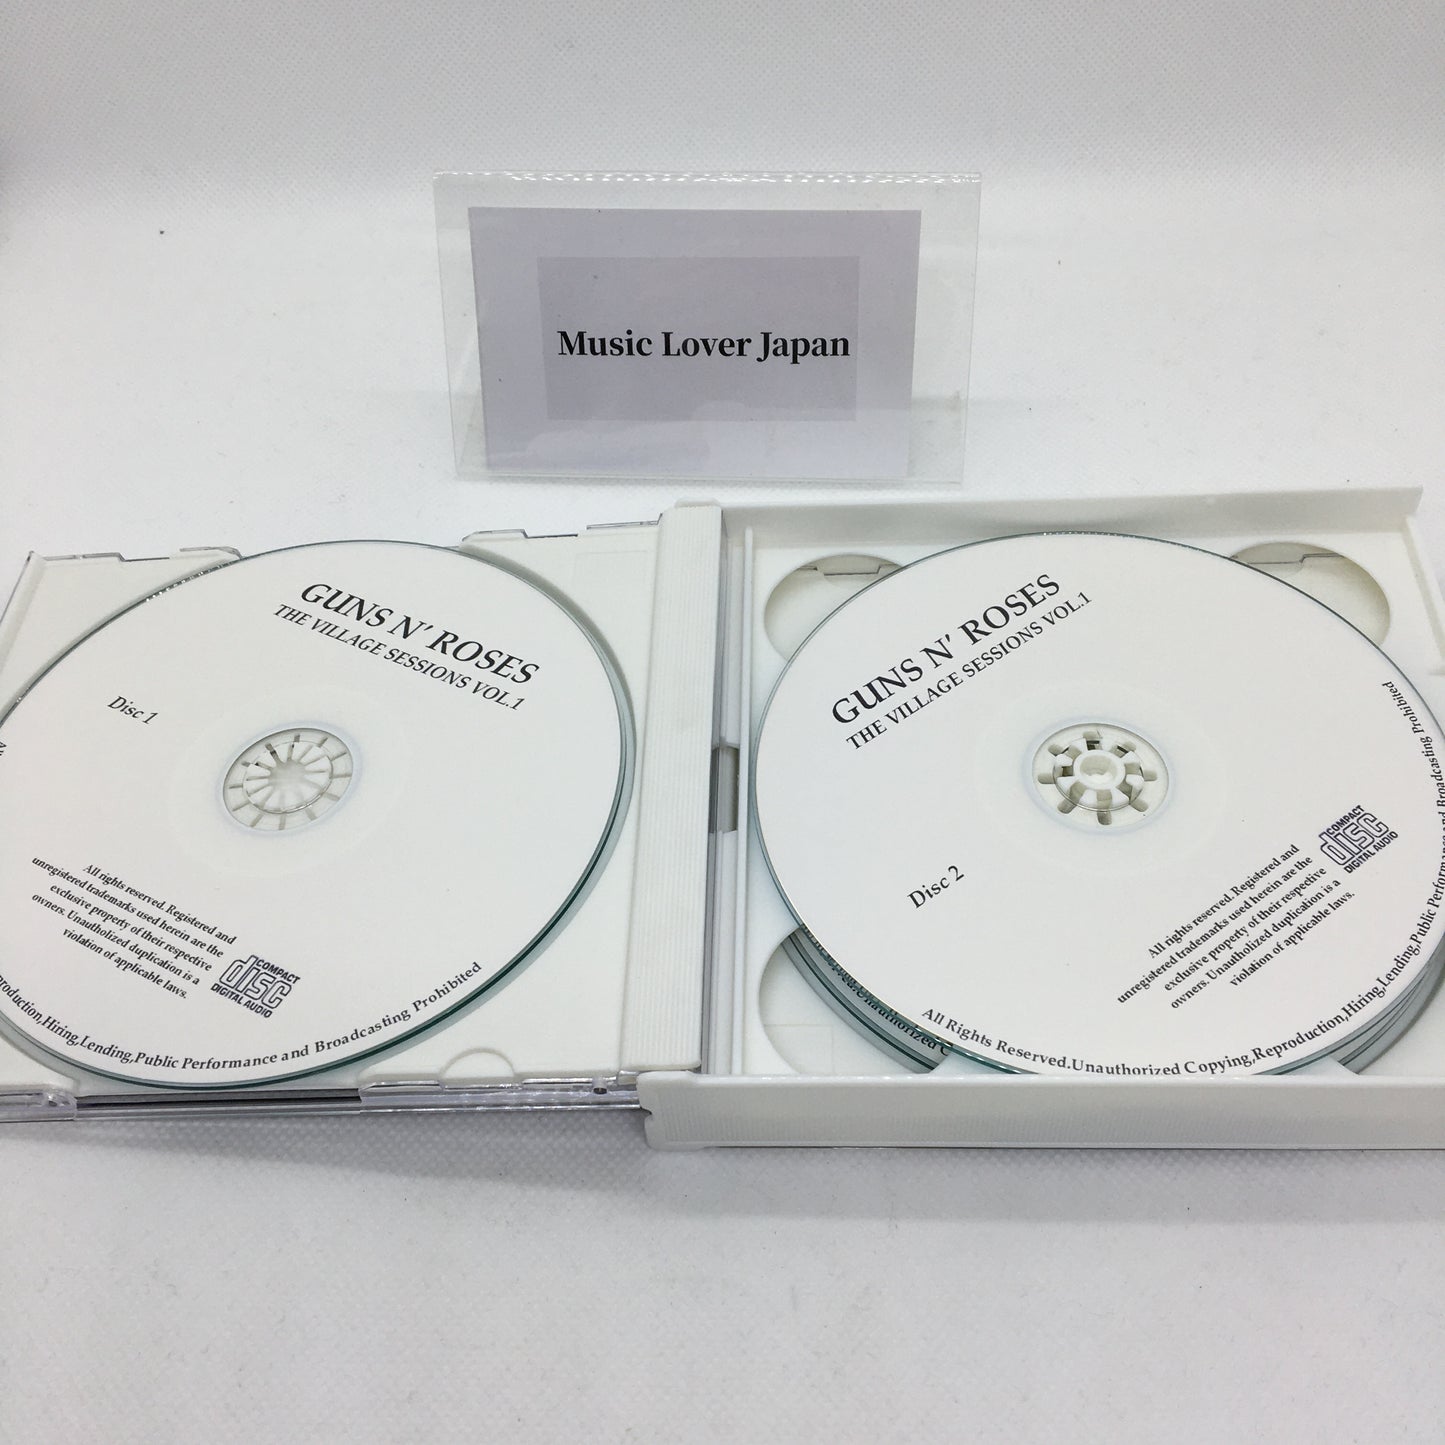 Music Lover Japan
GUNS N' ROSES
THE VILLAGE SESSIONS VOL.1
Disc 1
All rights reserved. Registered and
unregistered trademarks used herein are the
exclusive property of their respective
owners. Unauthorized duplication is a
violation of applicable laws.
COMPACT
disc
DIGITAL AUDIO
Hiring,Lending,Public Performance and Broadcasting Prohibited
GUNS N' ROSES
THE VILLAGE SESSIONS VOL.1
Disc 2
All rights reserved. Registered and
unregistered trademarks used herein are the
exclusive property of their respective
owners. Unauthorized duplication is a
violation of applicable laws.
COMPACT
disc
DIGITAL AUDIO
All Rights Reserved.Unauthorized Copying,Reproduction,Hiring,Lending,Public Performance and Broadcasting Prohibited